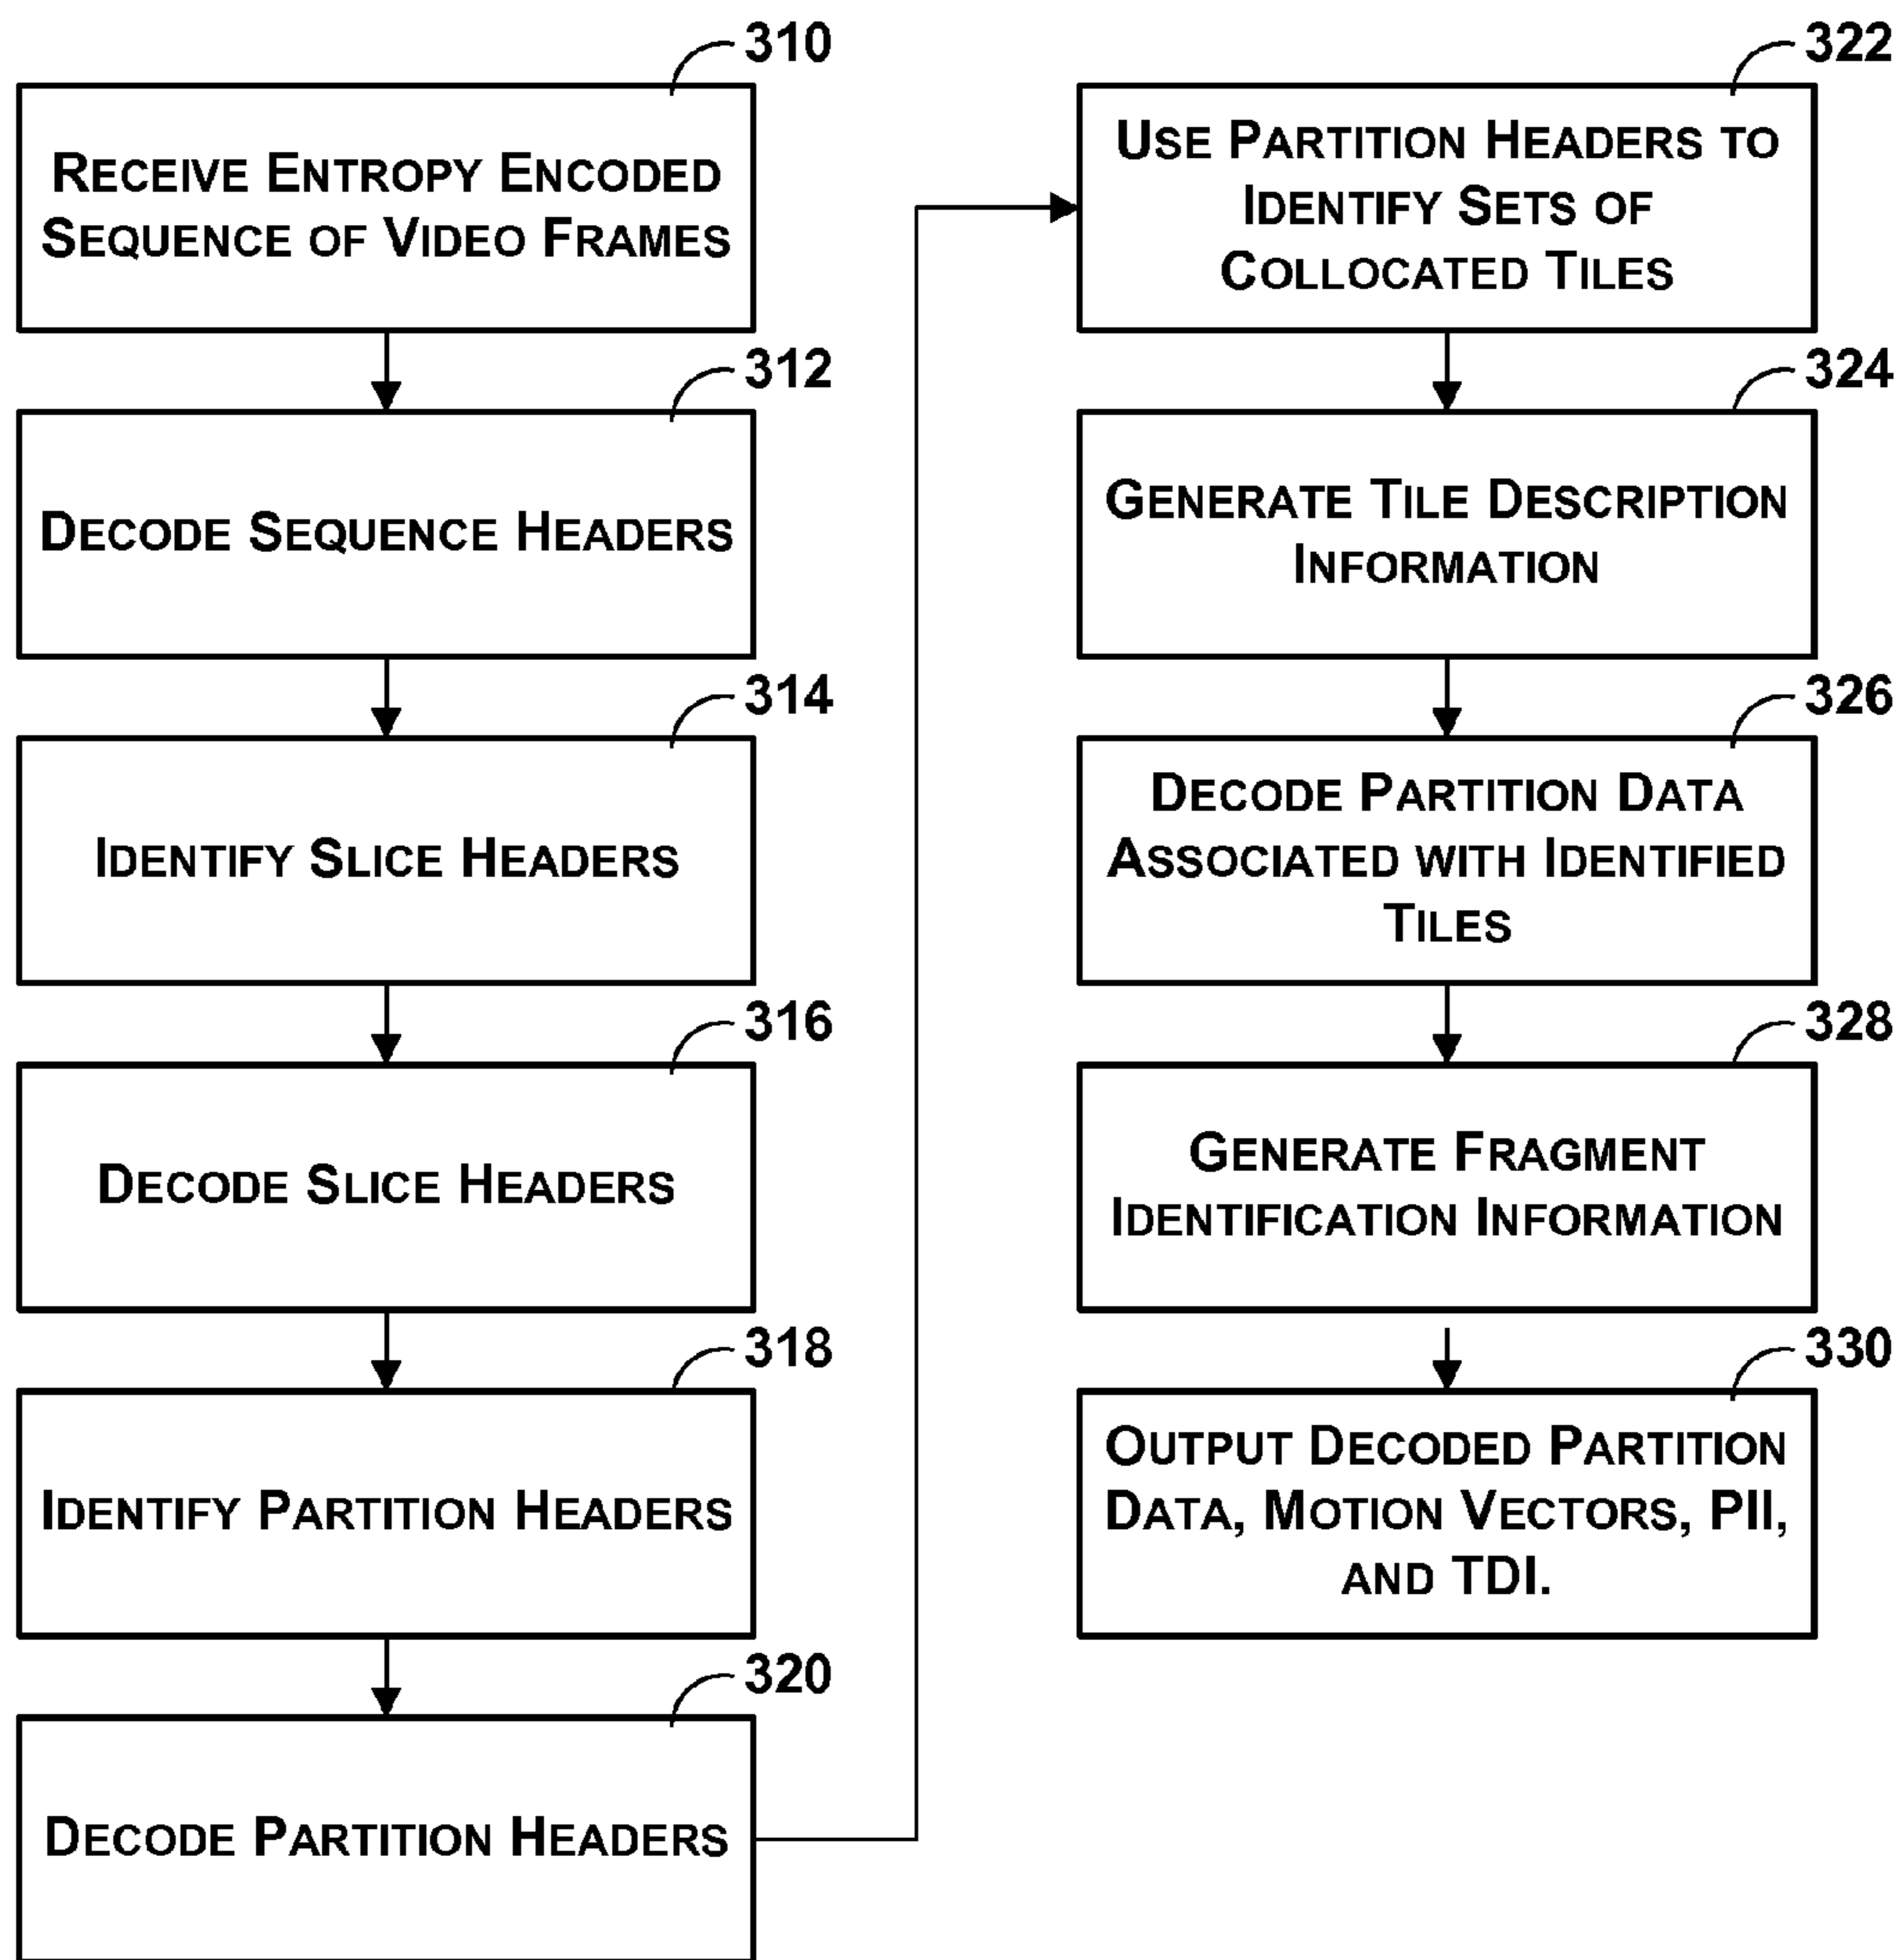 310
RECEIVE ENTROPY ENCODED
SEQUENCE OF VIDEO FRAMES
312
DECODE SEQUENCE HEADERS
314
IDENTIFY SLICE HEADERS
316
DECODE SLICE HEADERS
318
IDENTIFY PARTITION HEADERS
320
DECODE PARTITION HEADERS
322
USE PARTITION HEADERS TO
IDENTIFY SETS OF
COLLOCATED TILES
324
GENERATE TILE DESCRIPTION
INFORMATION
326
DECODE PARTITION DATA
ASSOCIATED WITH IDENTIFIED
TILES
328
GENERATE FRAGMENT
IDENTIFICATION INFORMATION
330
OUTPUT DECODED PARTITION
DATA, MOTION VECTORS, PII,
AND TDI.